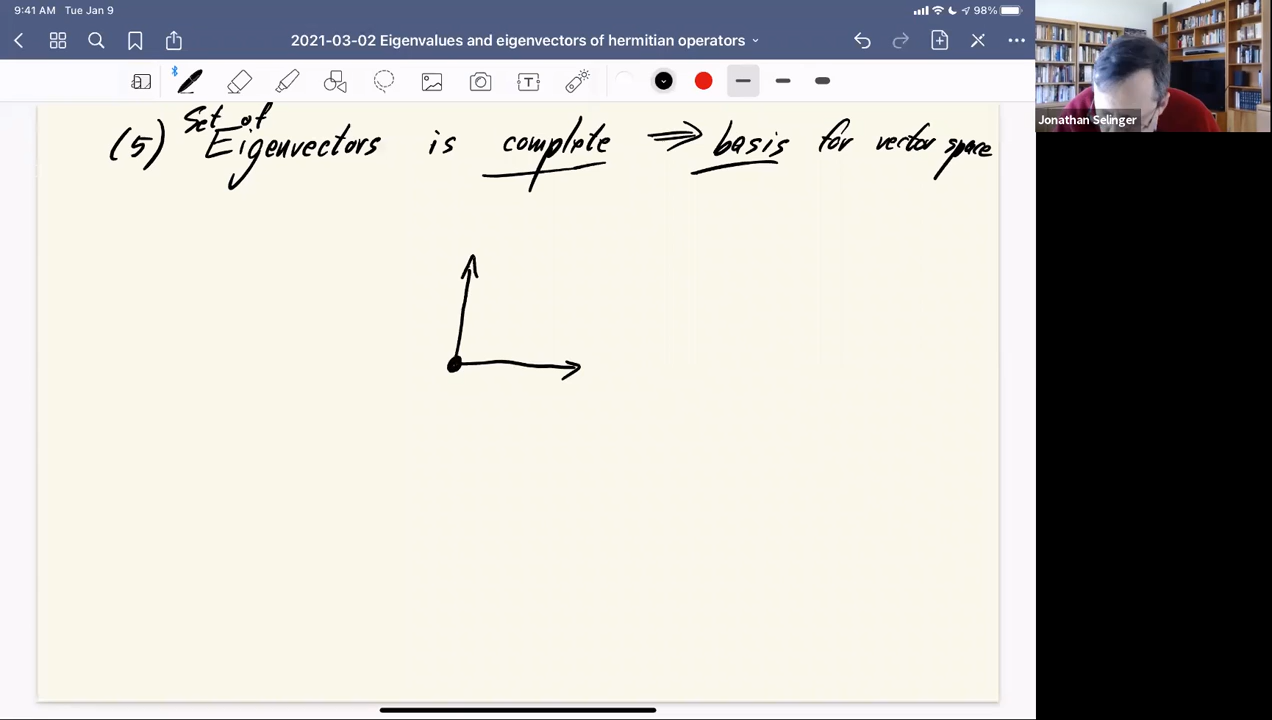 9:41 AM Tue Jan 9
98%
2021-03-02 Eigenvalues and eigenvectors of hermitian operators
T
Jonathan Selinger
Set of
(5) Eigenvectors is complete ⟹ basis for vector space